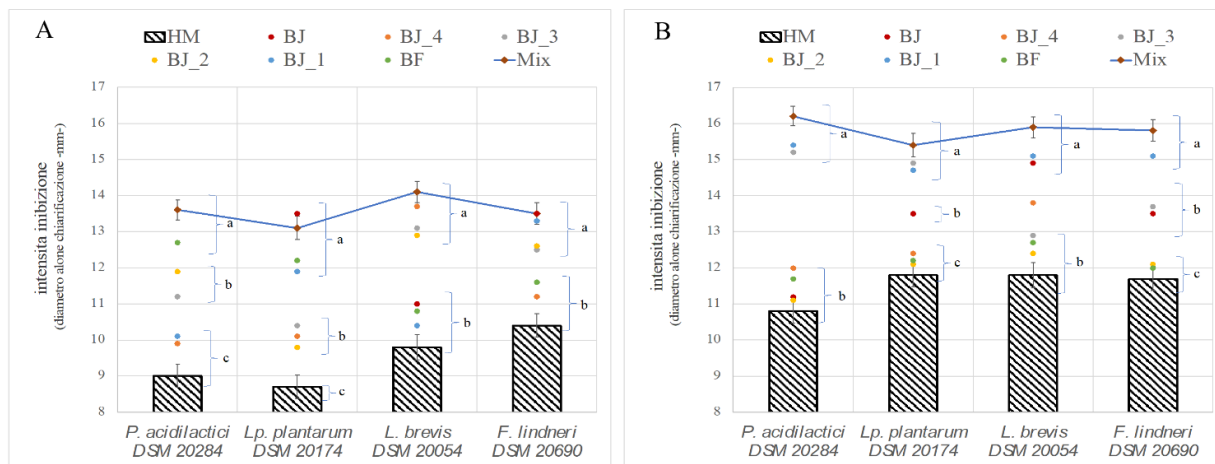 A
HM BJ BJ_4 BJ_3
BJ_2 BJ_1 BF Mix
intensita inibizione
(diametro alone chiarificazione -mm-)
17
16
15
14
13
12
11
10
9
8
a
b
c
a
b
c
a
b
a
b
P. acidilactici
DSM 20284
Lp. plantarum
DSM 20174
L. brevis
DSM 20054
F. lindneri
DSM 20690
B
HM BJ BJ_4 BJ_3
BJ_2 BJ_1 BF Mix
intensita inibizione
(diametro alone chiarificazione -mm-)
17
16
15
14
13
12
11
10
9
8
a
b
a
b
c
a
b
a
b
c
P. acidilactici
DSM 20284
Lp. plantarum
DSM 20174
L. brevis
DSM 20054
F. lindneri
DSM 20690